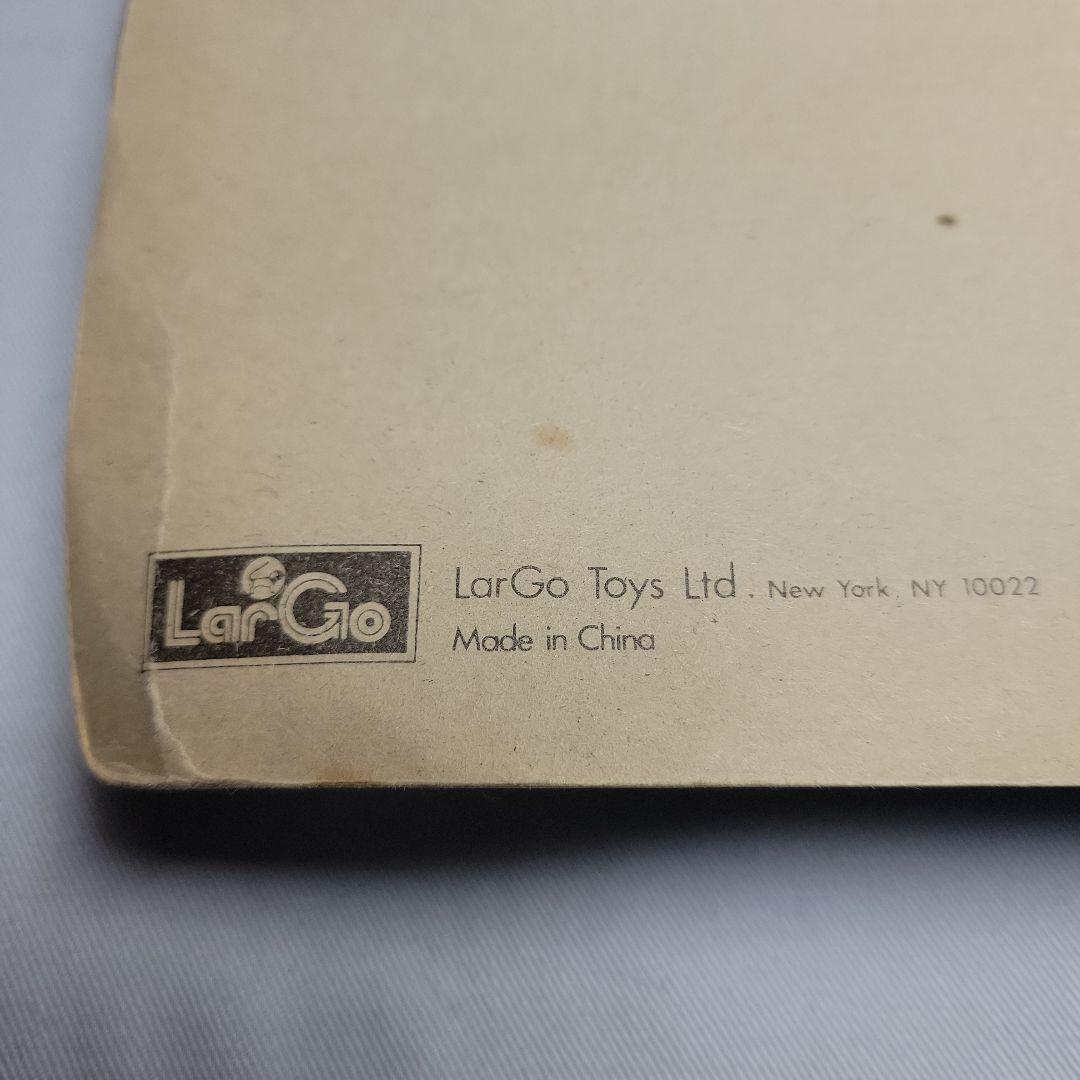 LarGo
LarGo Toys Ltd. New York, NY 10022
Made in China